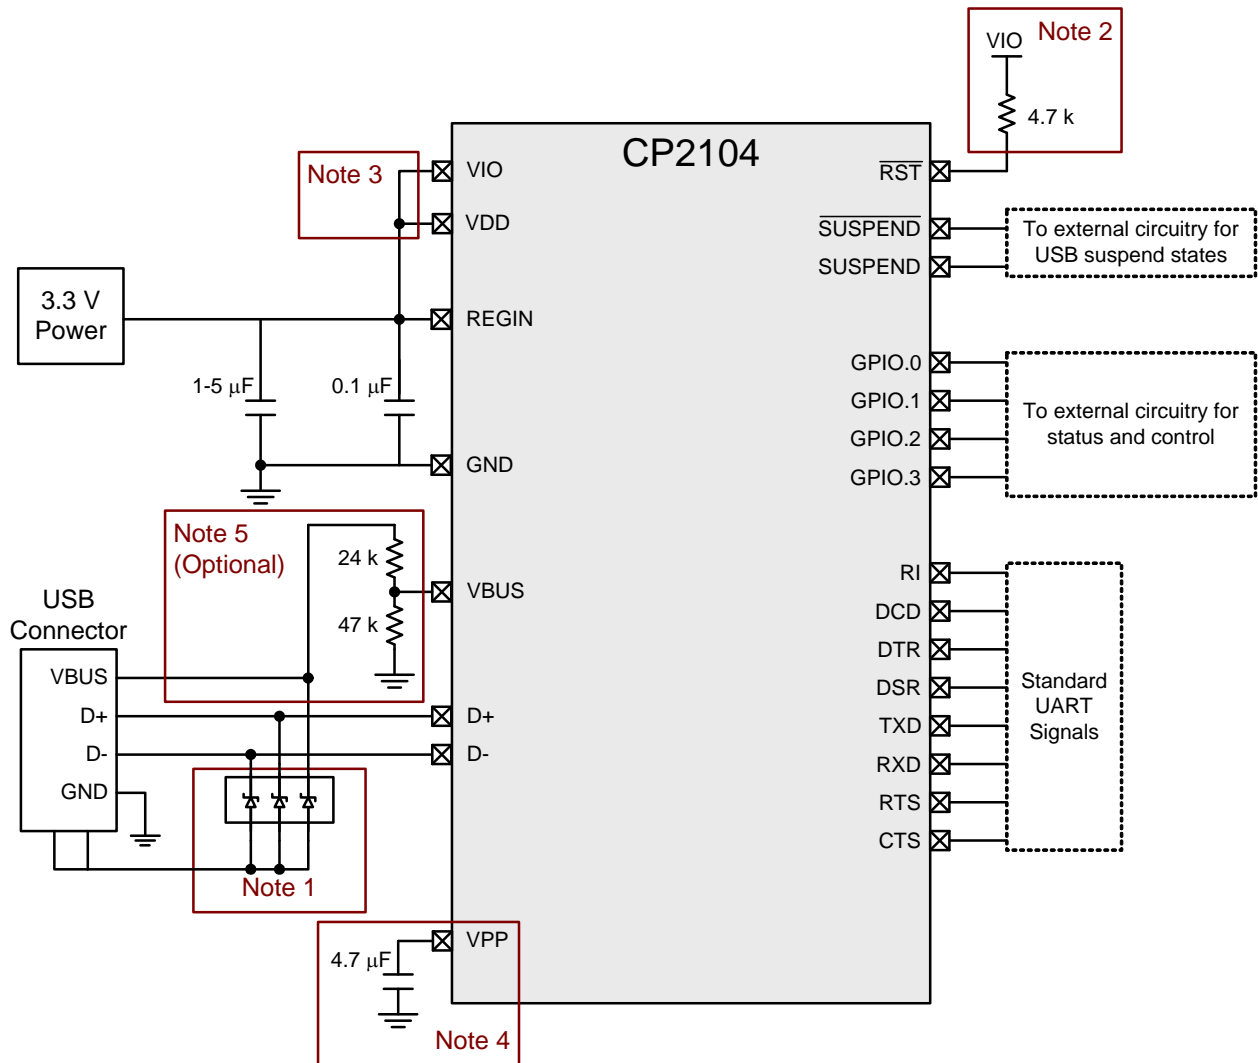 Note 2
VIO
4.7 k
CP2104
Note 3
VIO
VDD
RST
SUSPEND
SUSPEND
To external circuitry for
USB suspend states
3.3 V
Power
REGIN
1-5 μF
0.1 μF
GND
GPIO.0
GPIO.1
GPIO.2
GPIO.3
To external circuitry for
status and control
Note 5
(Optional)
24 k
47 k
VBUS
USB
Connector
VBUS
D+
D-
GND
D+
D-
RI
DCD
DTR
DSR
TXD
RXD
RTS
CTS
Standard
UART
Signals
Note 1
VPP
4.7 μF
Note 4